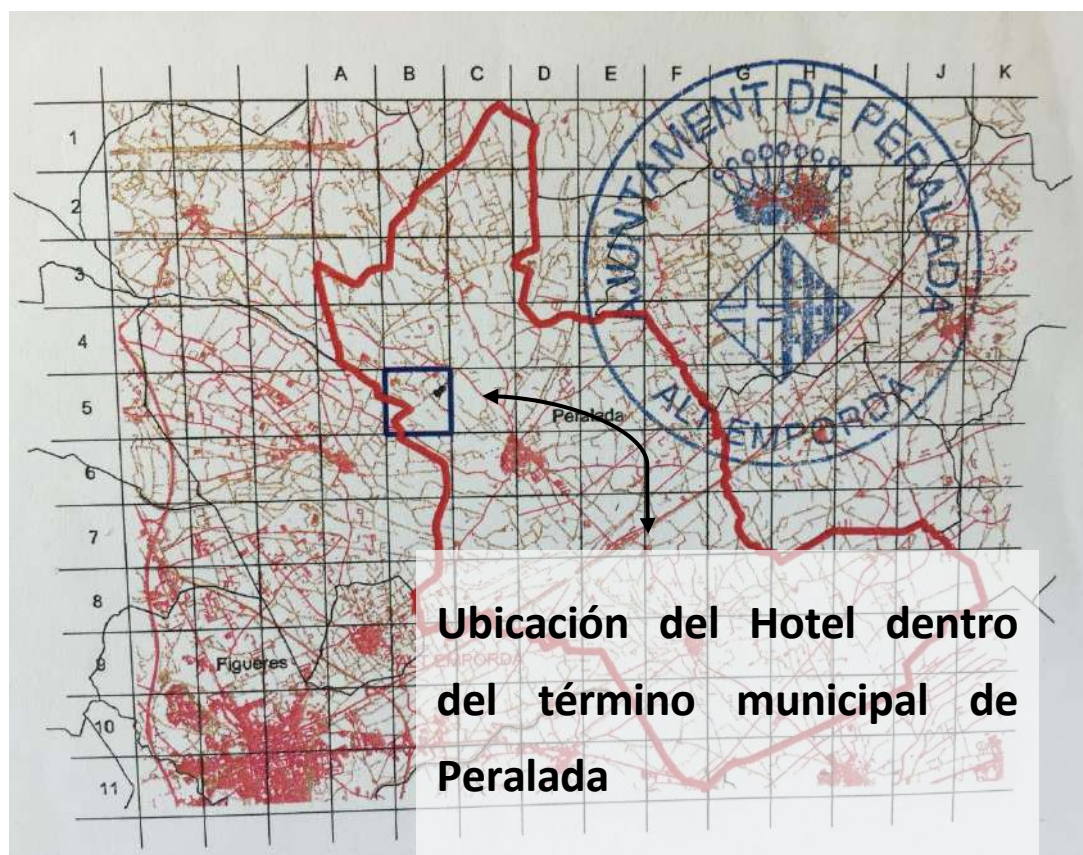 A B C D E F G H I J K
1
2
3
4
5
6
7
8
9
10
11
AJUNTAMENT DE PERALADA
ALT EMPORDA
Peralada
Figueres
EMPORDA
Ubicación del Hotel dentro
del término municipal de
Peralada